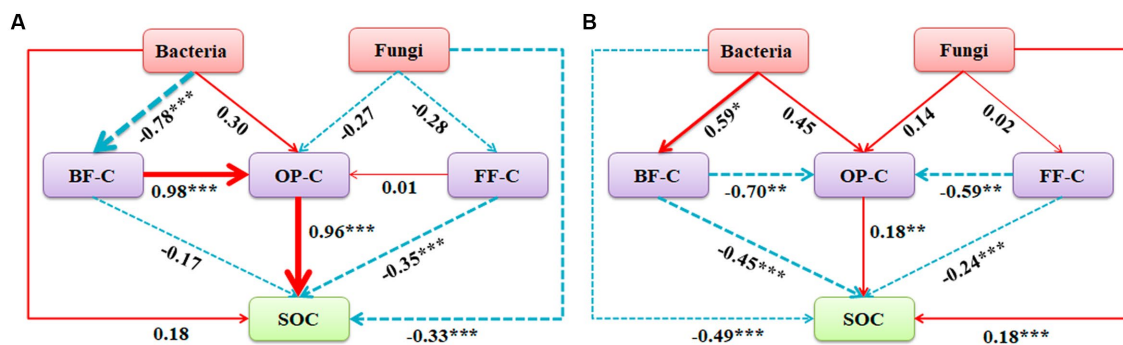 A
Bacteria
Fungi
-0.78***
0.30
-0.27
-0.28
BF-C
OP-C
FF-C
0.98***
0.01
0.96***
-0.17
-0.35***
SOC
0.18
-0.33***
B
Bacteria
Fungi
0.59*
0.45
0.14
0.02
BF-C
OP-C
FF-C
-0.70**
-0.59**
0.18**
-0.45***
-0.24***
SOC
-0.49***
0.18***